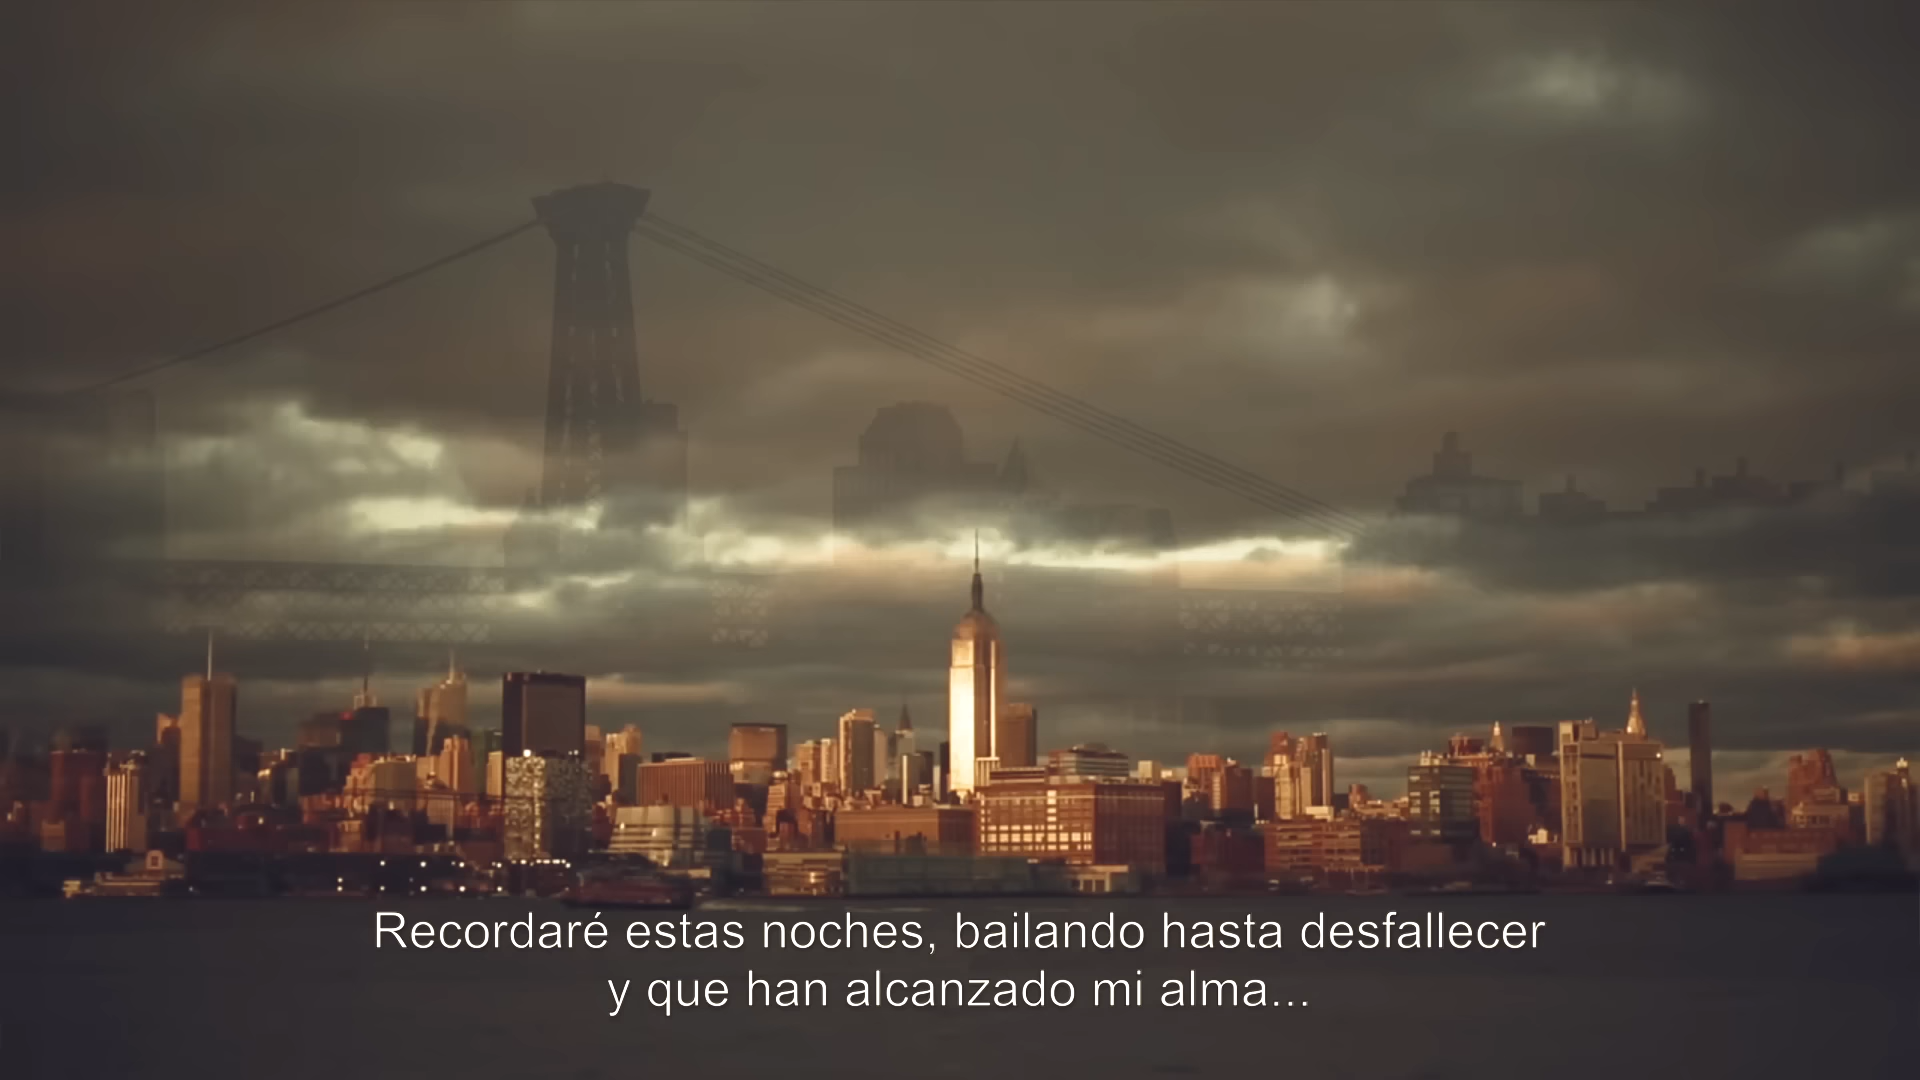 Recordaré estas noches, bailando hasta desfallecer
y que han alcanzado mi alma...